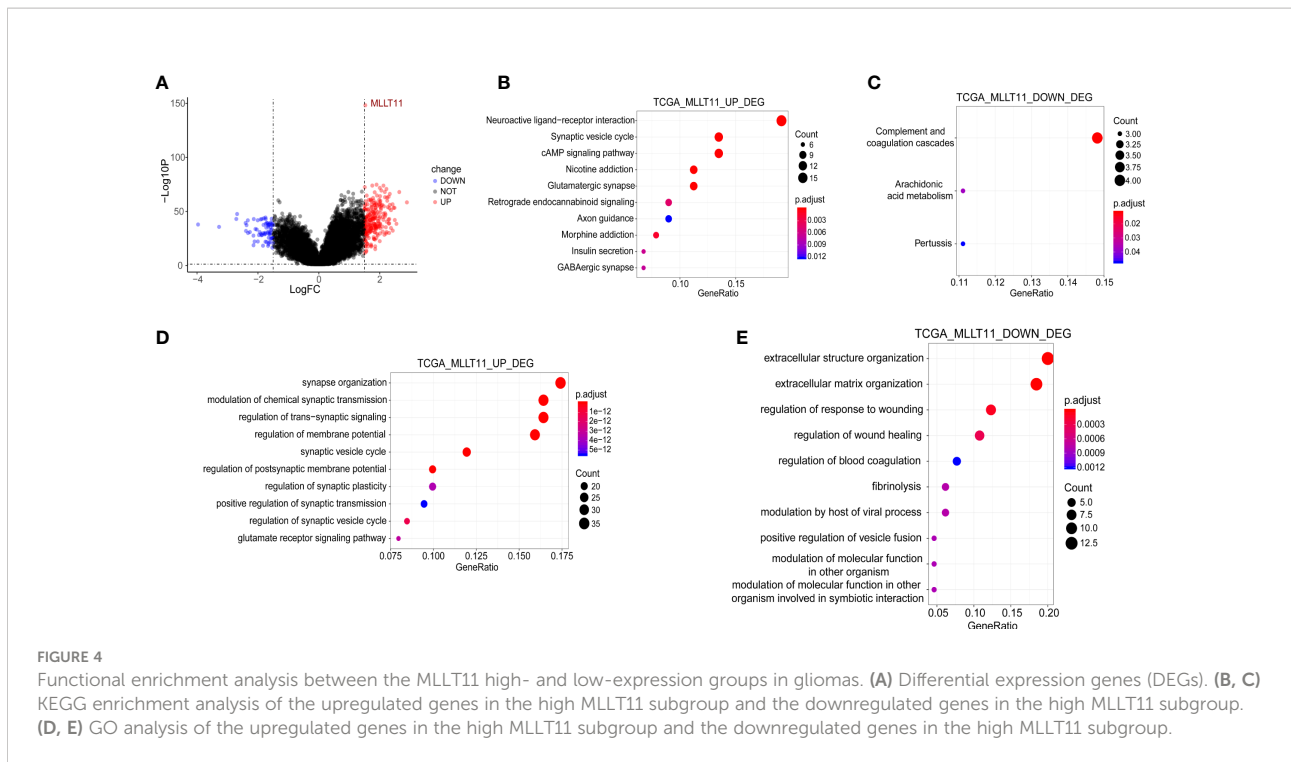 A
150
100
50
0
−Log10P
MLLT11
−4
−2
0
2
LogFC
change
DOWN
NOT
UP
B
TCGA_MLLT11_UP_DEG
Neuroactive ligand−receptor interaction
Synaptic vesicle cycle
cAMP signaling pathway
Nicotine addiction
Glutamatergic synapse
Retrograde endocannabinoid signaling
Axon guidance
Morphine addiction
Insulin secretion
GABAergic synapse
0.10
0.15
GeneRatio
Count
6
9
12
15
p.adjust
0.003
0.006
0.009
0.012
C
TCGA_MLLT11_DOWN_DEG
Complement and
coagulation cascades
Arachidonic
acid metabolism
Pertussis
0.11
0.12
0.13
0.14
0.15
GeneRatio
Count
3.00
3.25
3.50
3.75
4.00
p.adjust
0.02
0.03
0.04
D
TCGA_MLLT11_UP_DEG
synapse organization
modulation of chemical synaptic transmission
regulation of trans−synaptic signaling
regulation of membrane potential
synaptic vesicle cycle
regulation of postsynaptic membrane potential
regulation of synaptic plasticity
positive regulation of synaptic transmission
regulation of synaptic vesicle cycle
glutamate receptor signaling pathway
0.075
0.100
0.125
0.150
0.175
GeneRatio
p.adjust
1e−12
2e−12
3e−12
4e−12
5e−12
Count
20
25
30
35
E
TCGA_MLLT11_DOWN_DEG
extracellular structure organization
extracellular matrix organization
regulation of response to wounding
regulation of wound healing
regulation of blood coagulation
fibrinolysis
modulation by host of viral process
positive regulation of vesicle fusion
modulation of molecular function
in other organism
modulation of molecular function in other
organism involved in symbiotic interaction
0.05
0.10
0.15
0.20
GeneRatio
p.adjust
0.0003
0.0006
0.0009
0.0012
Count
5.0
7.5
10.0
12.5
FIGURE 4
Functional enrichment analysis between the MLLT11 high- and low-expression groups in gliomas. (A) Differential expression genes (DEGs). (B, C)
KEGG enrichment analysis of the upregulated genes in the high MLLT11 subgroup and the downregulated genes in the high MLLT11 subgroup.
(D, E) GO analysis of the upregulated genes in the high MLLT11 subgroup and the downregulated genes in the high MLLT11 subgroup.